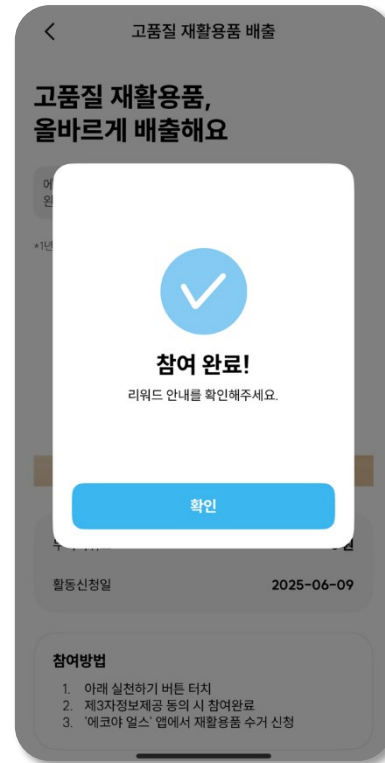 고품질 재활용품 배출
고품질 재활용품,
올바르게 배출해요
*1년
참여 완료!
리워드 안내를 확인해주세요.
확인
활동신청일 2025-06-09
참여방법
1. 아래 실천하기 버튼 터치
2. 제3자정보제공 동의 시 참여완료
3. '에코야 얼스' 앱에서 재활용품 수거 신청